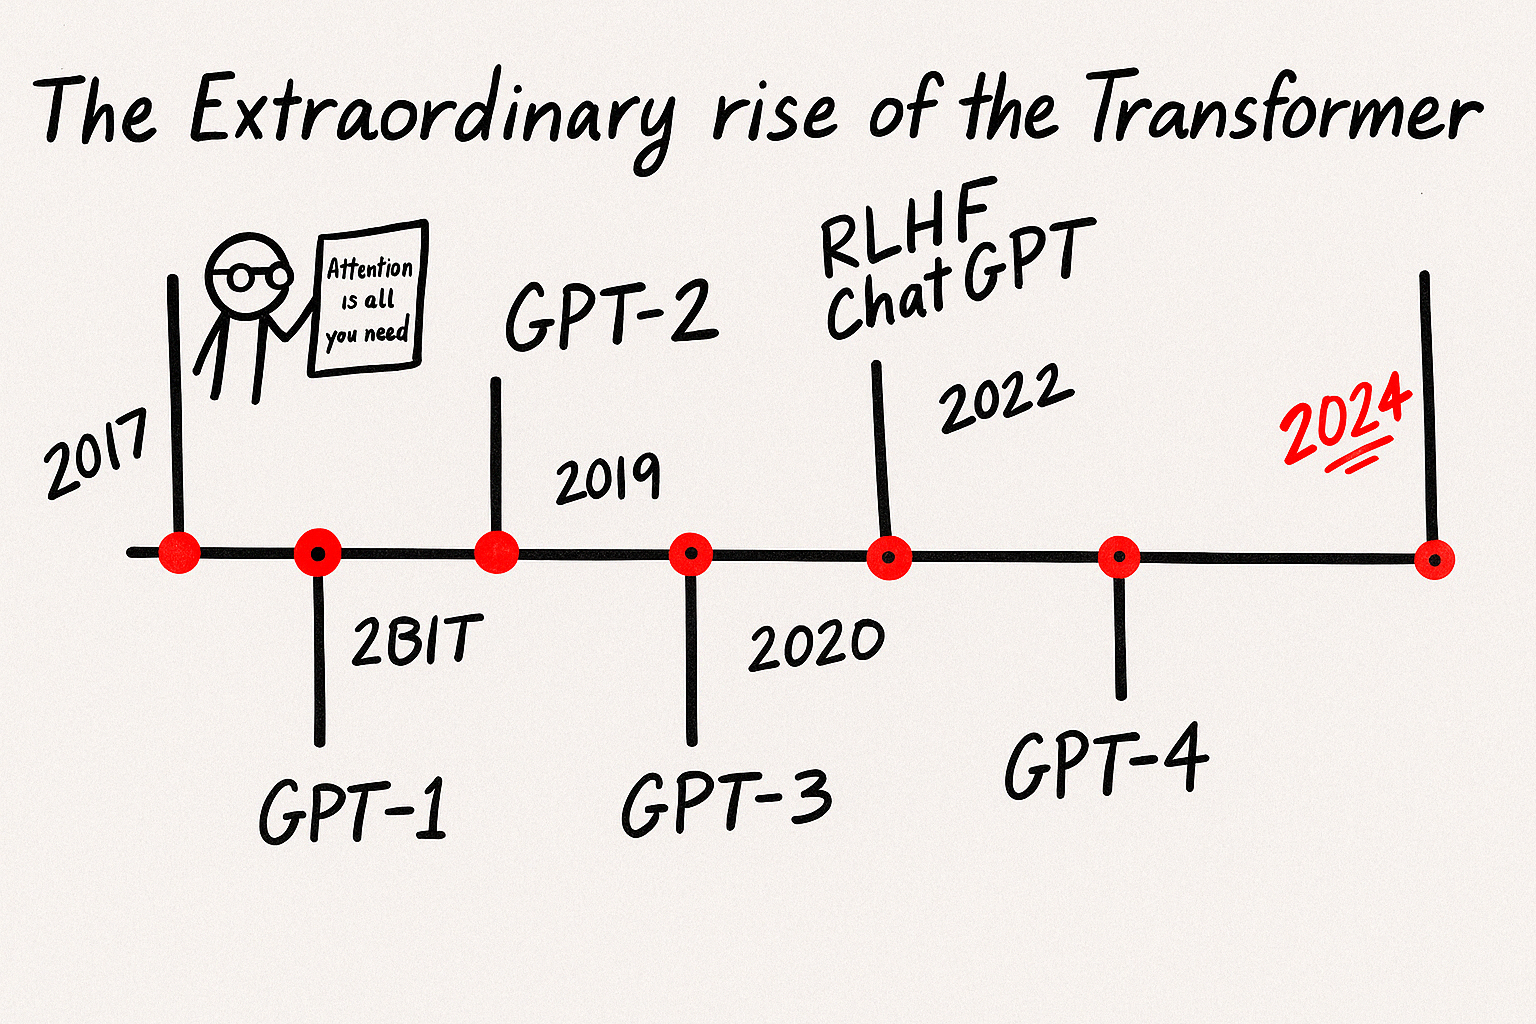 The Extraordinary rise of the Transformer
RLHF
ChatGPT
Attention
is all
you need
GPT-2
2022
2024
2017
2019
2BIT
2020
GPT-4
GPT-1
GPT-3